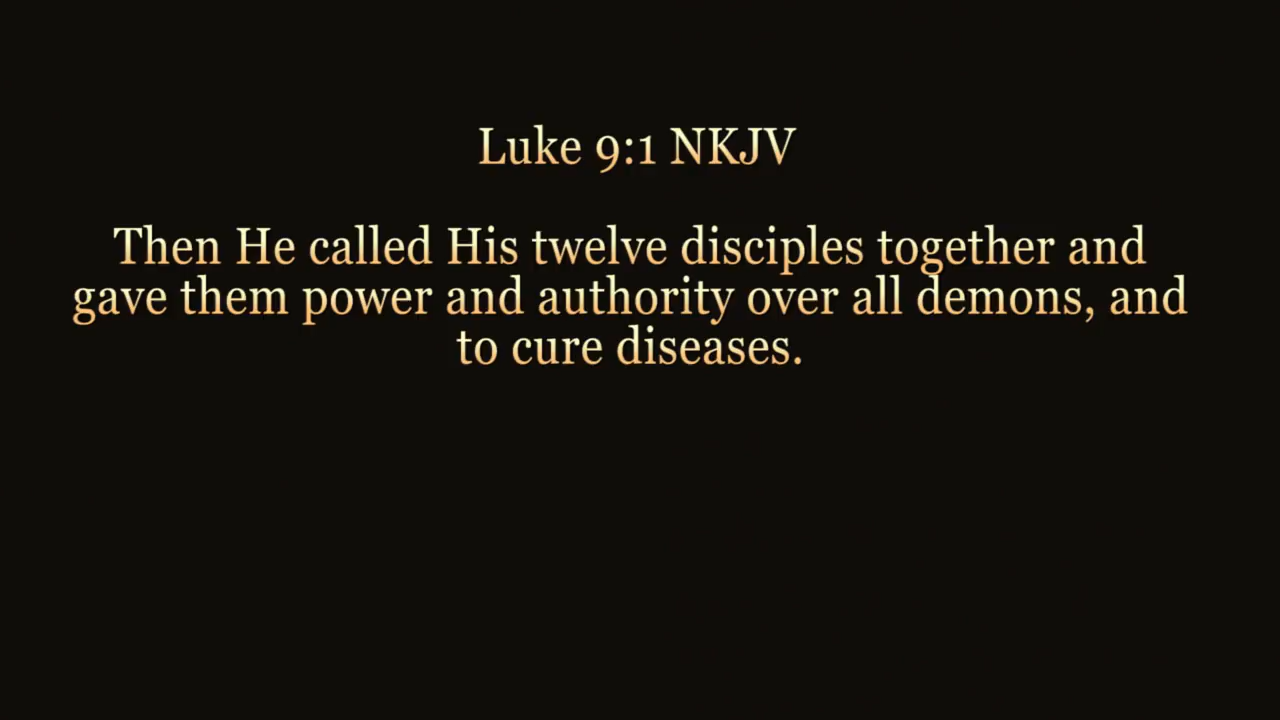 Luke 9:1 NKJV
Then He called His twelve disciples together and
gave them power and authority over all demons, and
to cure diseases.